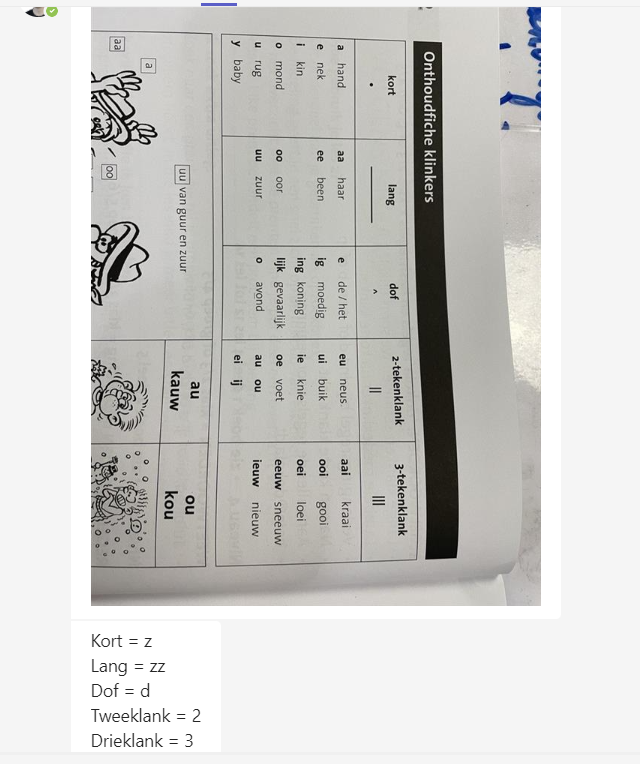 Onthoudfiche klinkers
kort lang dof 2-tekenklank 3-tekenklank
• ^ || |||
a hand aa haar e de / het eu neus aai kraai
e nek ee been ig moedig ui buik ooi gooi
i kin ing koning ie knie oei loei
o mond oo oor lijk gevaarlijk oe voet eeuw sneeuw
u rug uu zuur o avond au ou ieuw nieuw
y baby ei ij
uu van guur en zuur
a
aa
oo
au
kauw
ou
kou
Kort = z
Lang = zz
Dof = d
Tweeklank = 2
Drieklank = 3